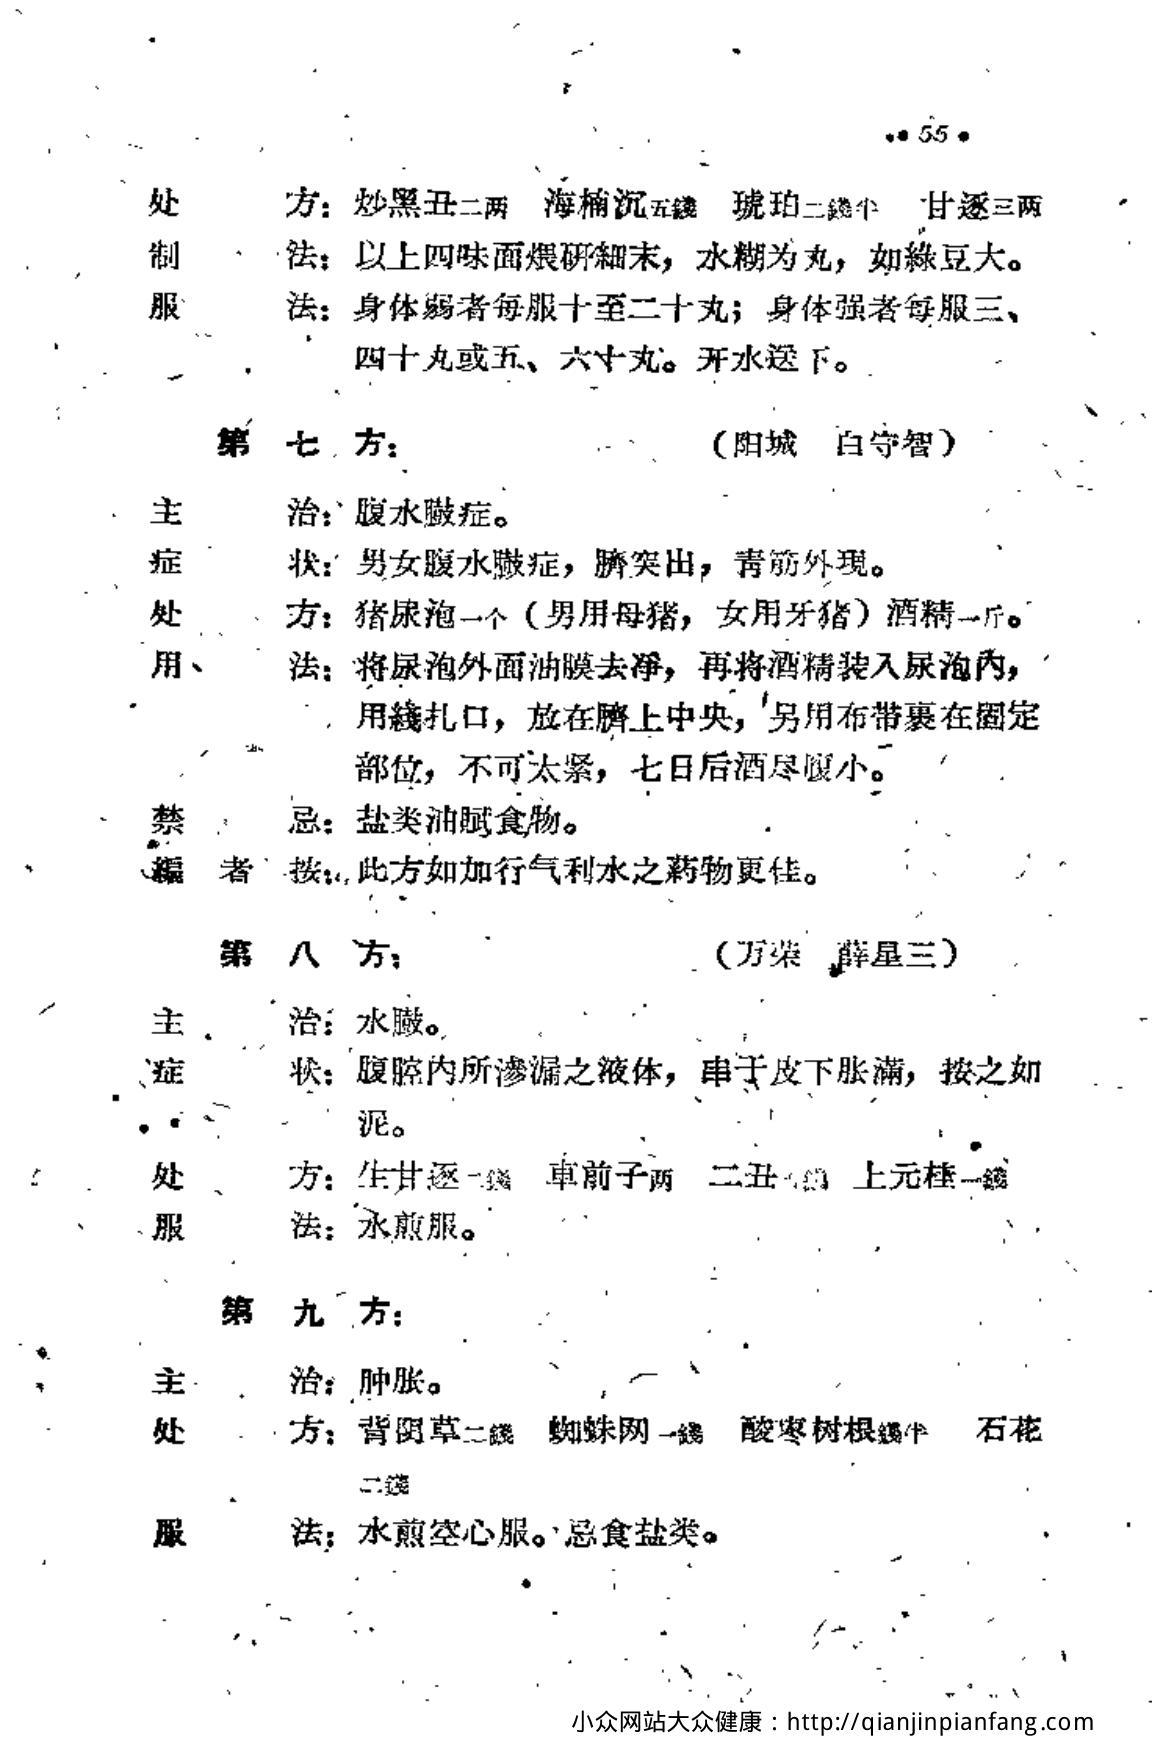 •• 55 •
处方：炒黑丑二两 海楠沉五錢 琥珀二錢半 甘逐三两
制法：以上四味面煨研細末，水糊为丸，如綠豆大。
服法：身体弱者每服十至二十丸；身体强者每服三、
四十丸或五、六十丸。开水送下。
第七方：（阳城 白守智）
主治：腹水臌症。
症状：男女腹水臌症，臍突出，青筋外現。
处方：猪尿泡一个（男用母猪，女用牙猪）酒精一斤。
用法：将尿泡外面油膜去净，再将酒精装入尿泡內，
用綫扎口，放在臍上中央，另用布带裹在固定
部位，不可太紧，七日后酒尽腹小。
禁忌：盐类油腻食物。
編者按：此方如加行气利水之葯物更佳。
第八方：（万荣 薛星三）
主治：水臌。
症状：腹腔内所滲漏之液体，串于皮下胀滿，按之如
泥。
处方：生甘逐二錢 車前子两 二丑 錢 上元桂一錢
服法：水煎服。
第九方：
主治：肿胀。
处方：背阴草二錢 蜘蛛网一錢 酸枣树根錢半 石花
二錢
服法：水煎空心服。忌食盐类。
小众网站大众健康：http://qianjinpianfang.com